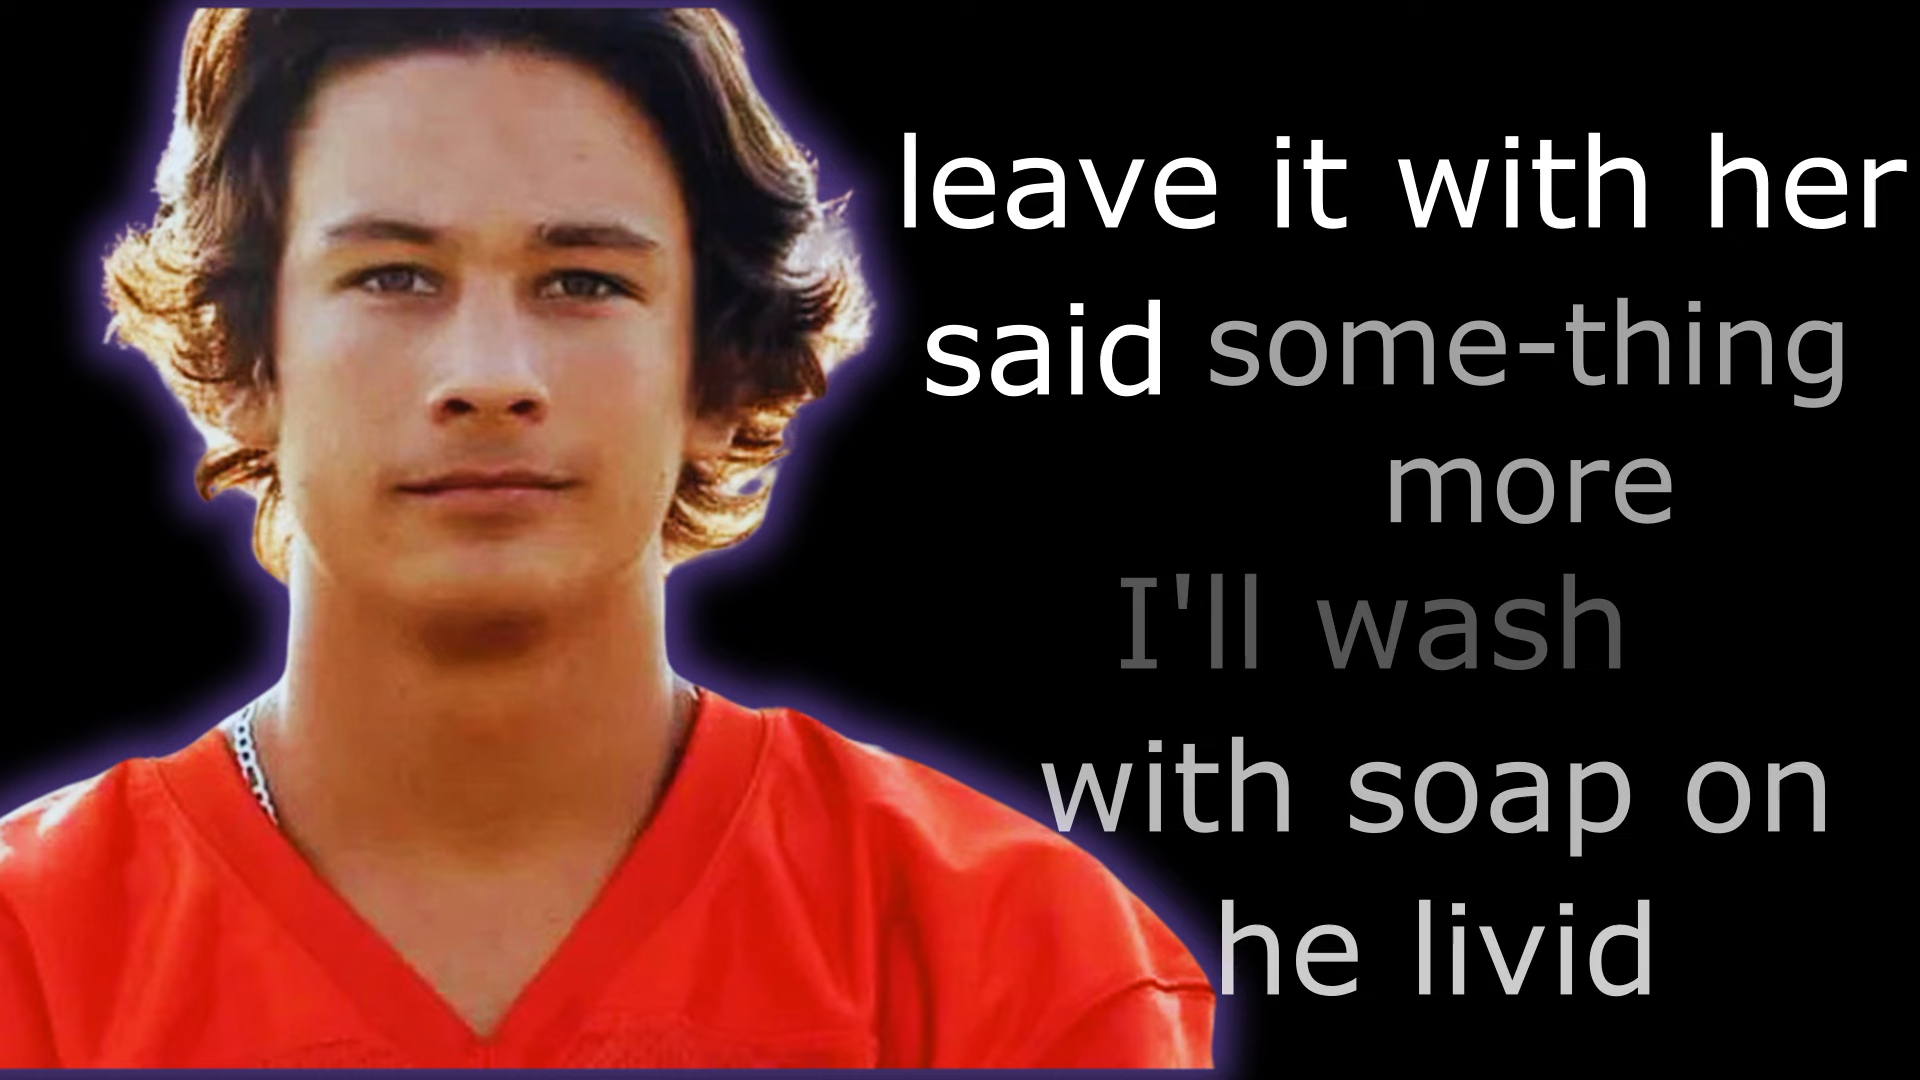 leave it with her
said some-thing
more
I'll wash
with soap on
he livid